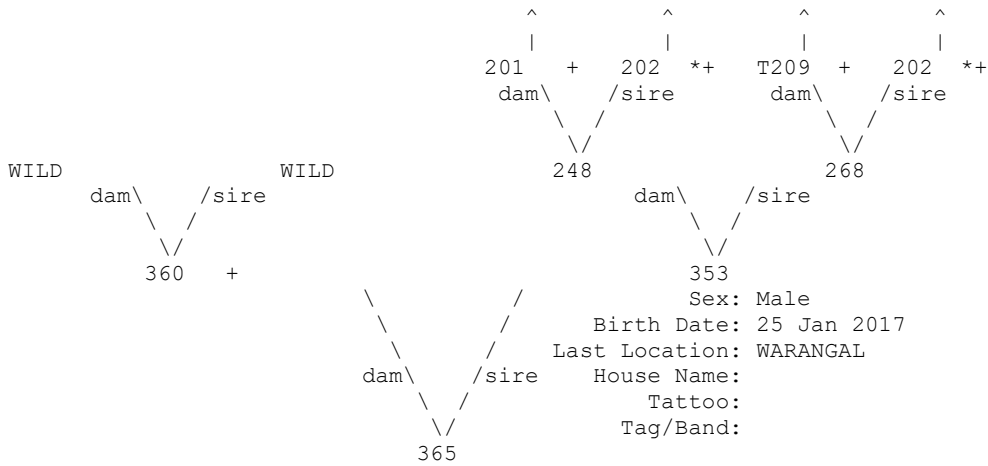 ^ ^ ^ ^
| | | |
201 + 202 *+ T209 + 202 *+
dam\ /sire dam\ /sire
\ / \ /
\/ \/
WILD WILD 248 268
dam\ /sire dam\ /sire
\ / \ /
\/ \/
360 + 353
\ / Sex: Male
\ / Birth Date: 25 Jan 2017
\ / Last Location: WARANGAL
dam\ /sire House Name:
\ / Tattoo:
\/ Tag/Band:
365